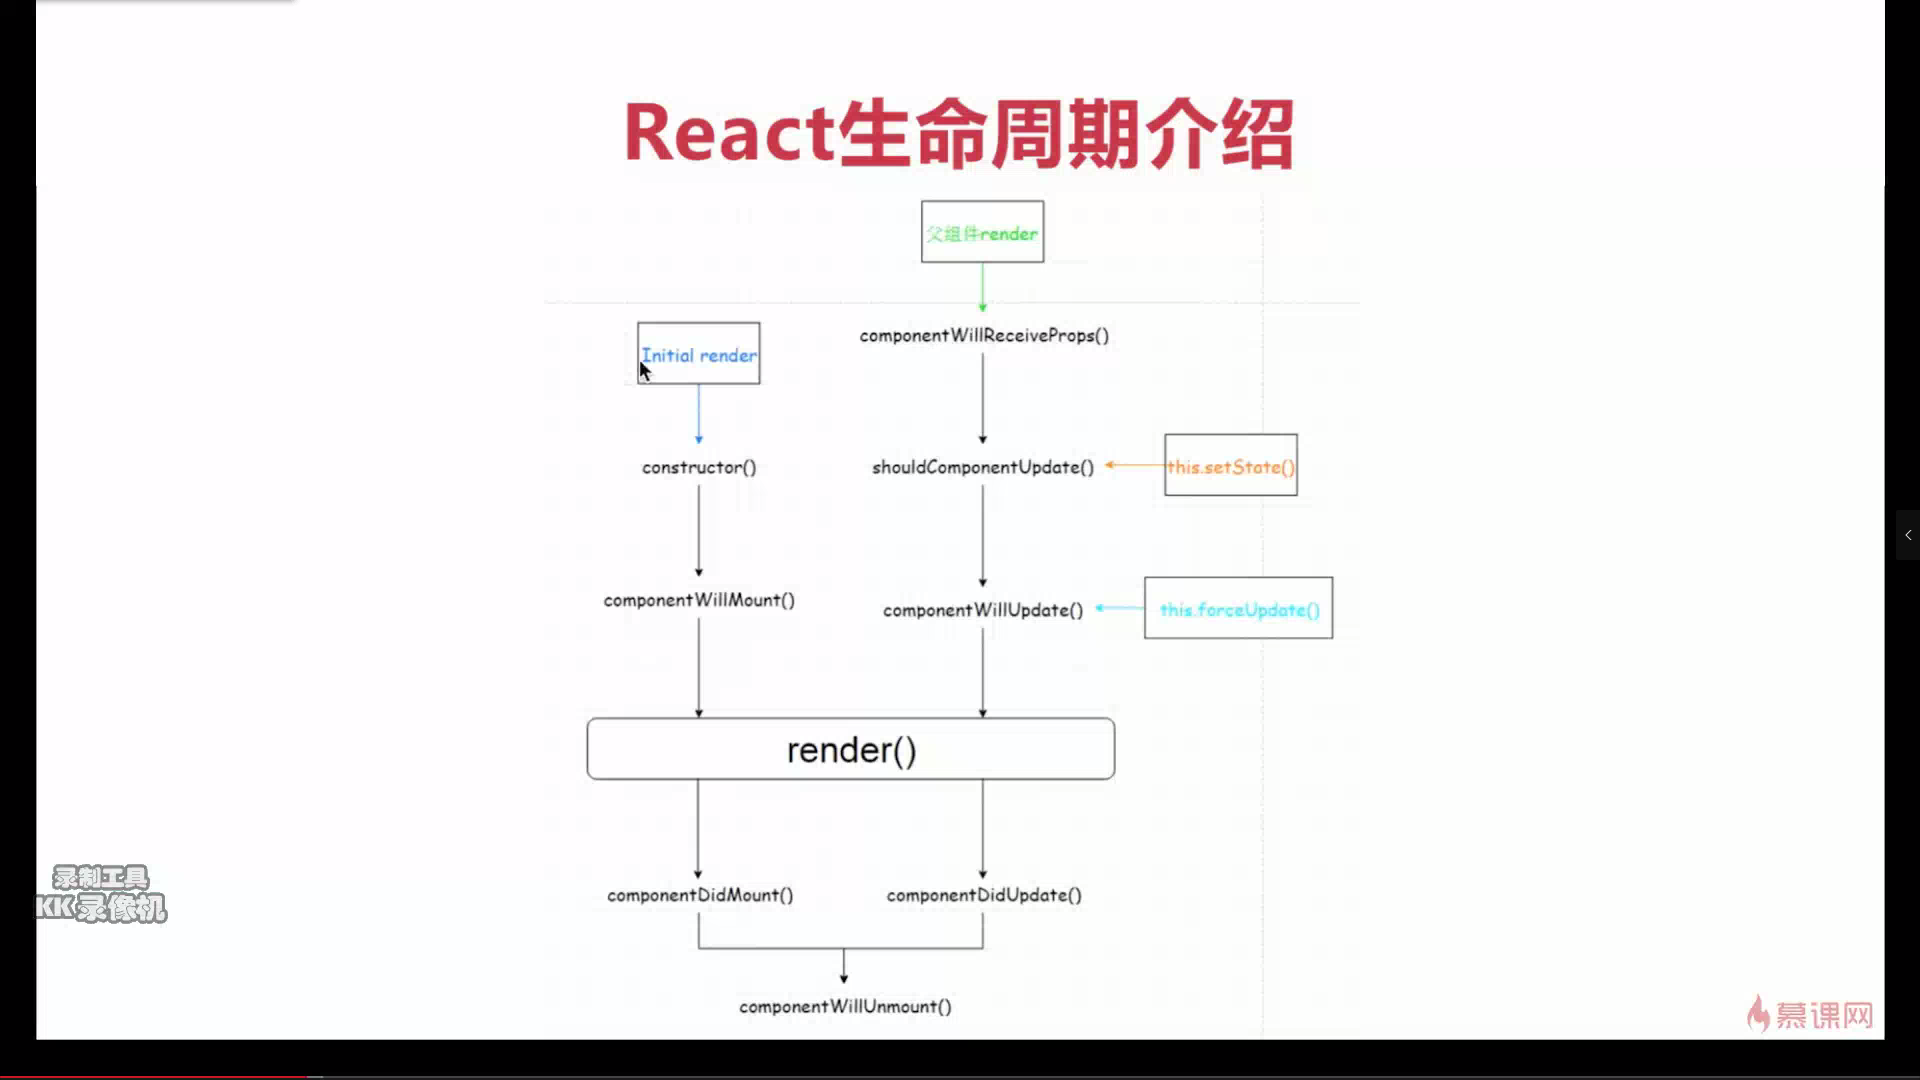 React生命周期介绍
父组件render
componentWillReceiveProps()
Initial render
constructor()
shouldComponentUpdate()
this.setState()
componentWillMount()
componentWillUpdate()
this.forceUpdate()
render()
componentDidMount()
componentDidUpdate()
componentWillUnmount()
录制工具
KK录像机
慕课网